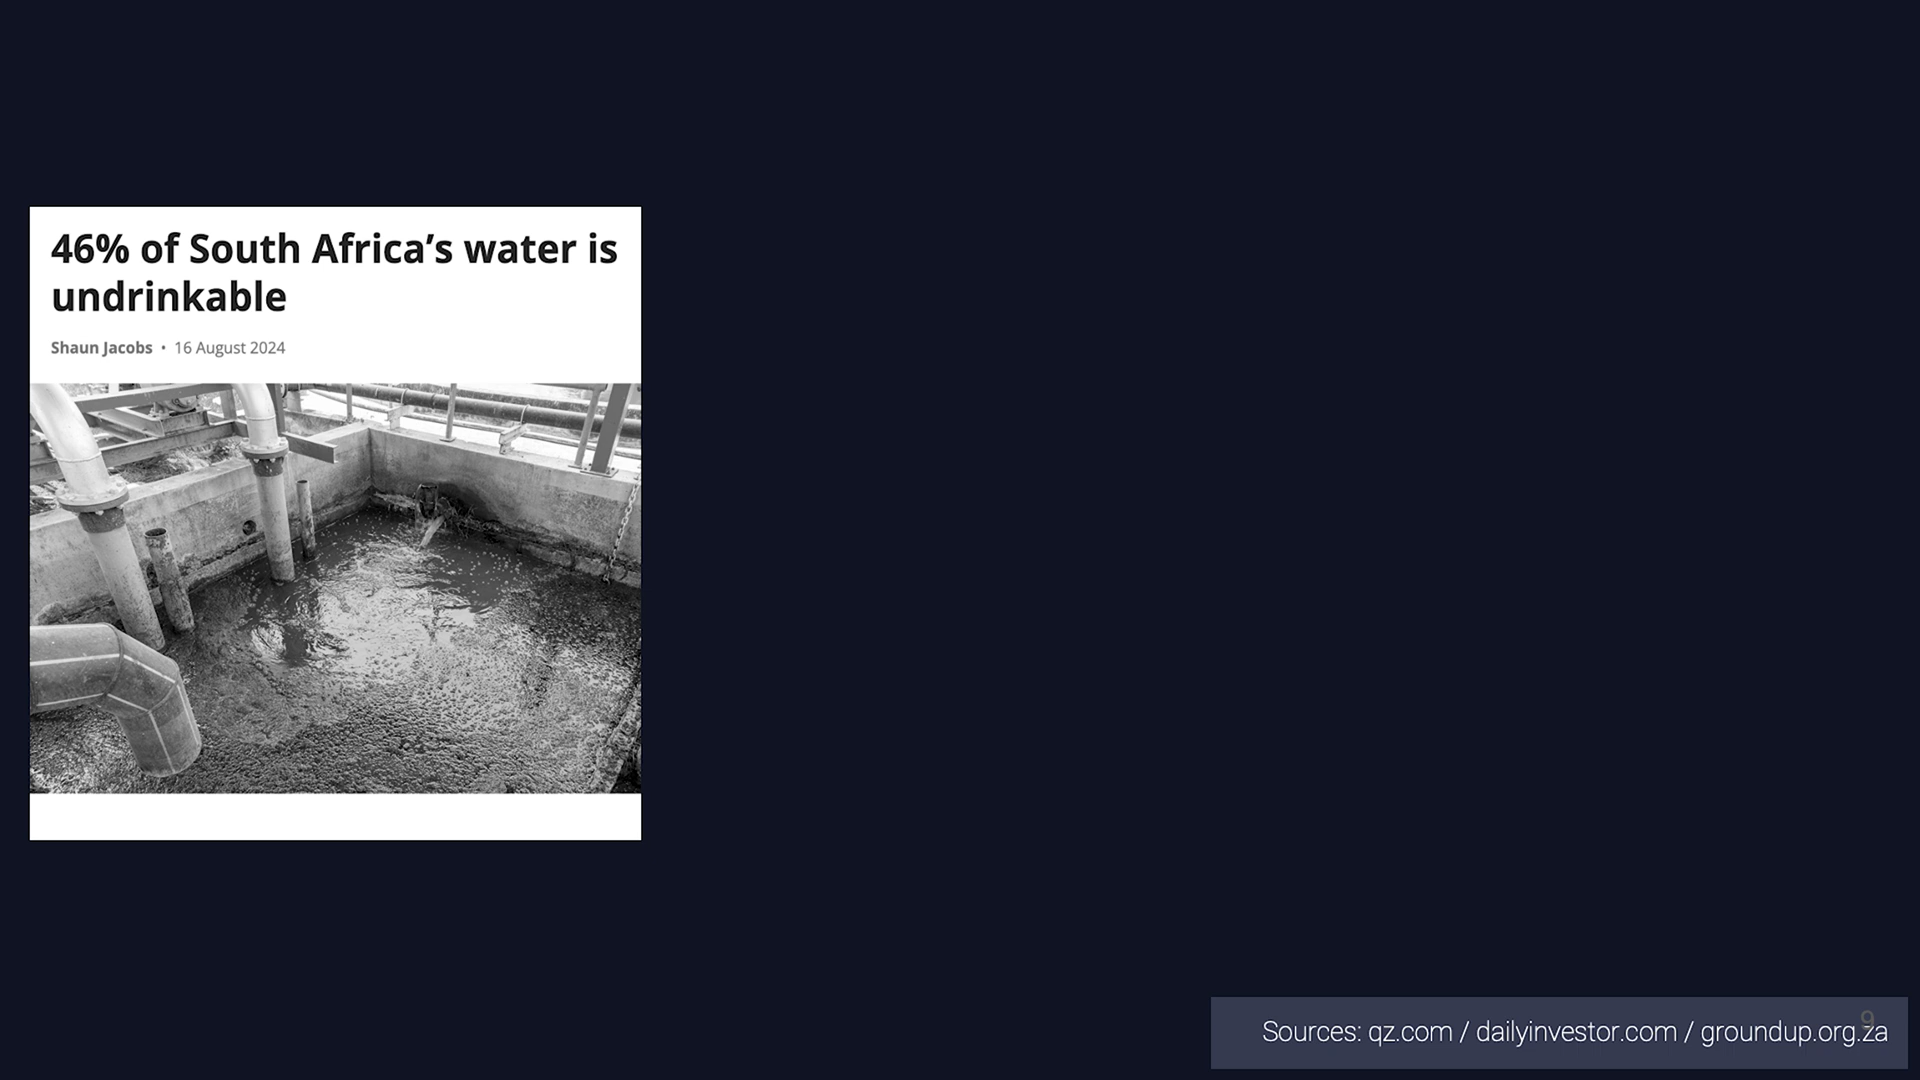 46% of South Africa’s water is
undrinkable
Shaun Jacobs • 16 August 2024
9
Sources: qz.com / dailyinvestor.com / groundup.org.za